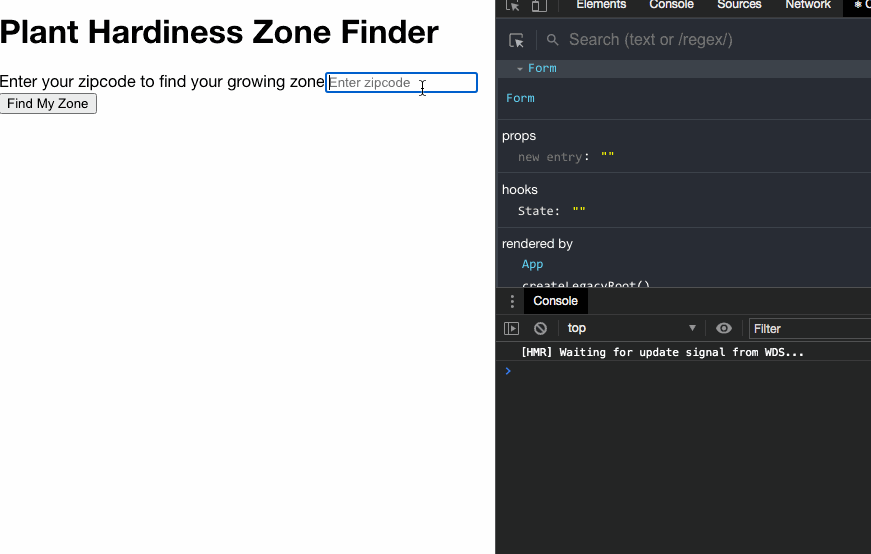 Plant Hardiness Zone Finder
Enter your zipcode to find your growing zone Enter zipcode
Find My Zone
Elements Console Sources Network
Search (text or /regex/)
Form
Form
props
new entry: ""
hooks
State: ""
rendered by
App
createLegacyRoot()
Console
top Filter
[HMR] Waiting for update signal from WDS...